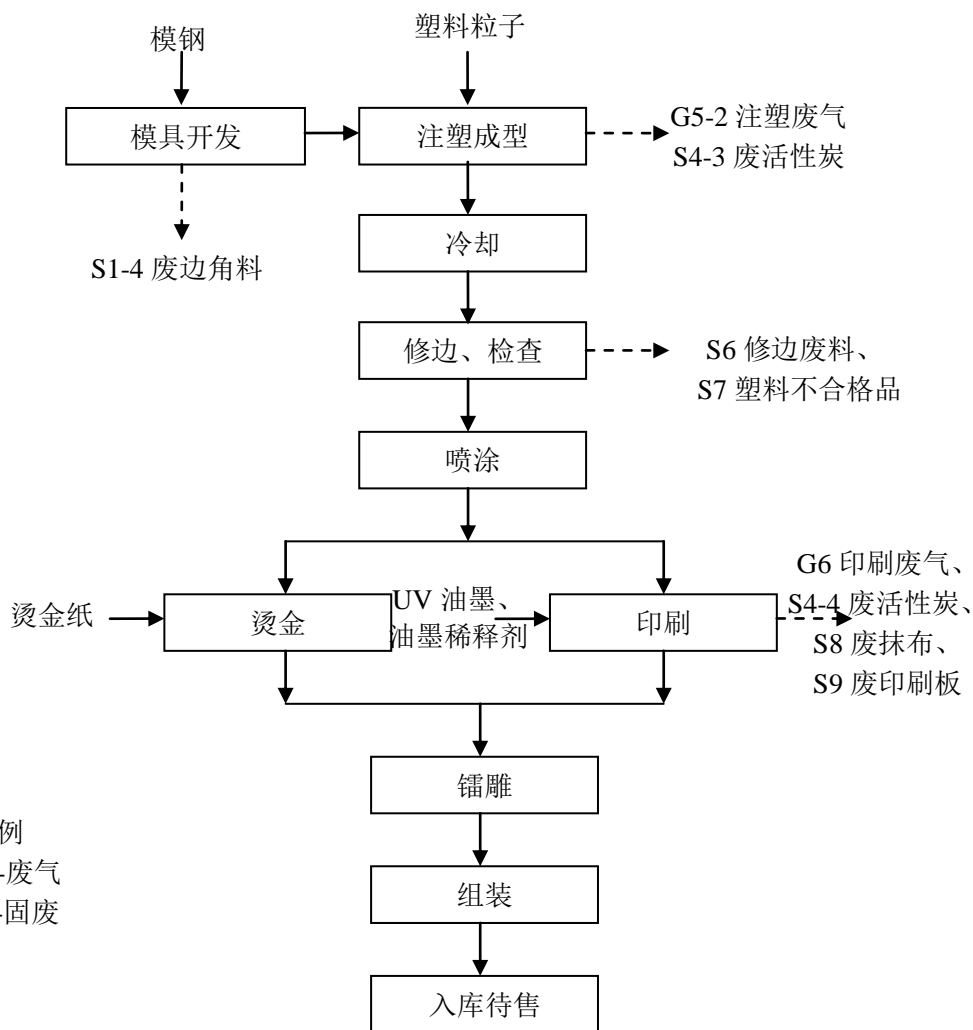 模钢
塑料粒子
模具开发
注塑成型
G5-2 注塑废气
S4-3 废活性炭
冷却
S1-4 废边角料
修边、检查
S6 修边废料、
S7 塑料不合格品
喷涂
烫金纸
烫金
UV 油墨、
油墨稀释剂
印刷
G6 印刷废气、
S4-4 废活性炭、
S8 废抹布、
S9 废印刷板
镭雕
例
-废气
-固废
组装
入库待售